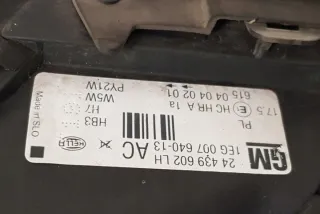 GM
24 439 602 LH
1EG 007 640-13 AC
HELLA
HB3
H7
W5W
PY21W
PL
HC HR A 1a
17.5
E
615 04 04 02 01
Made in SLO